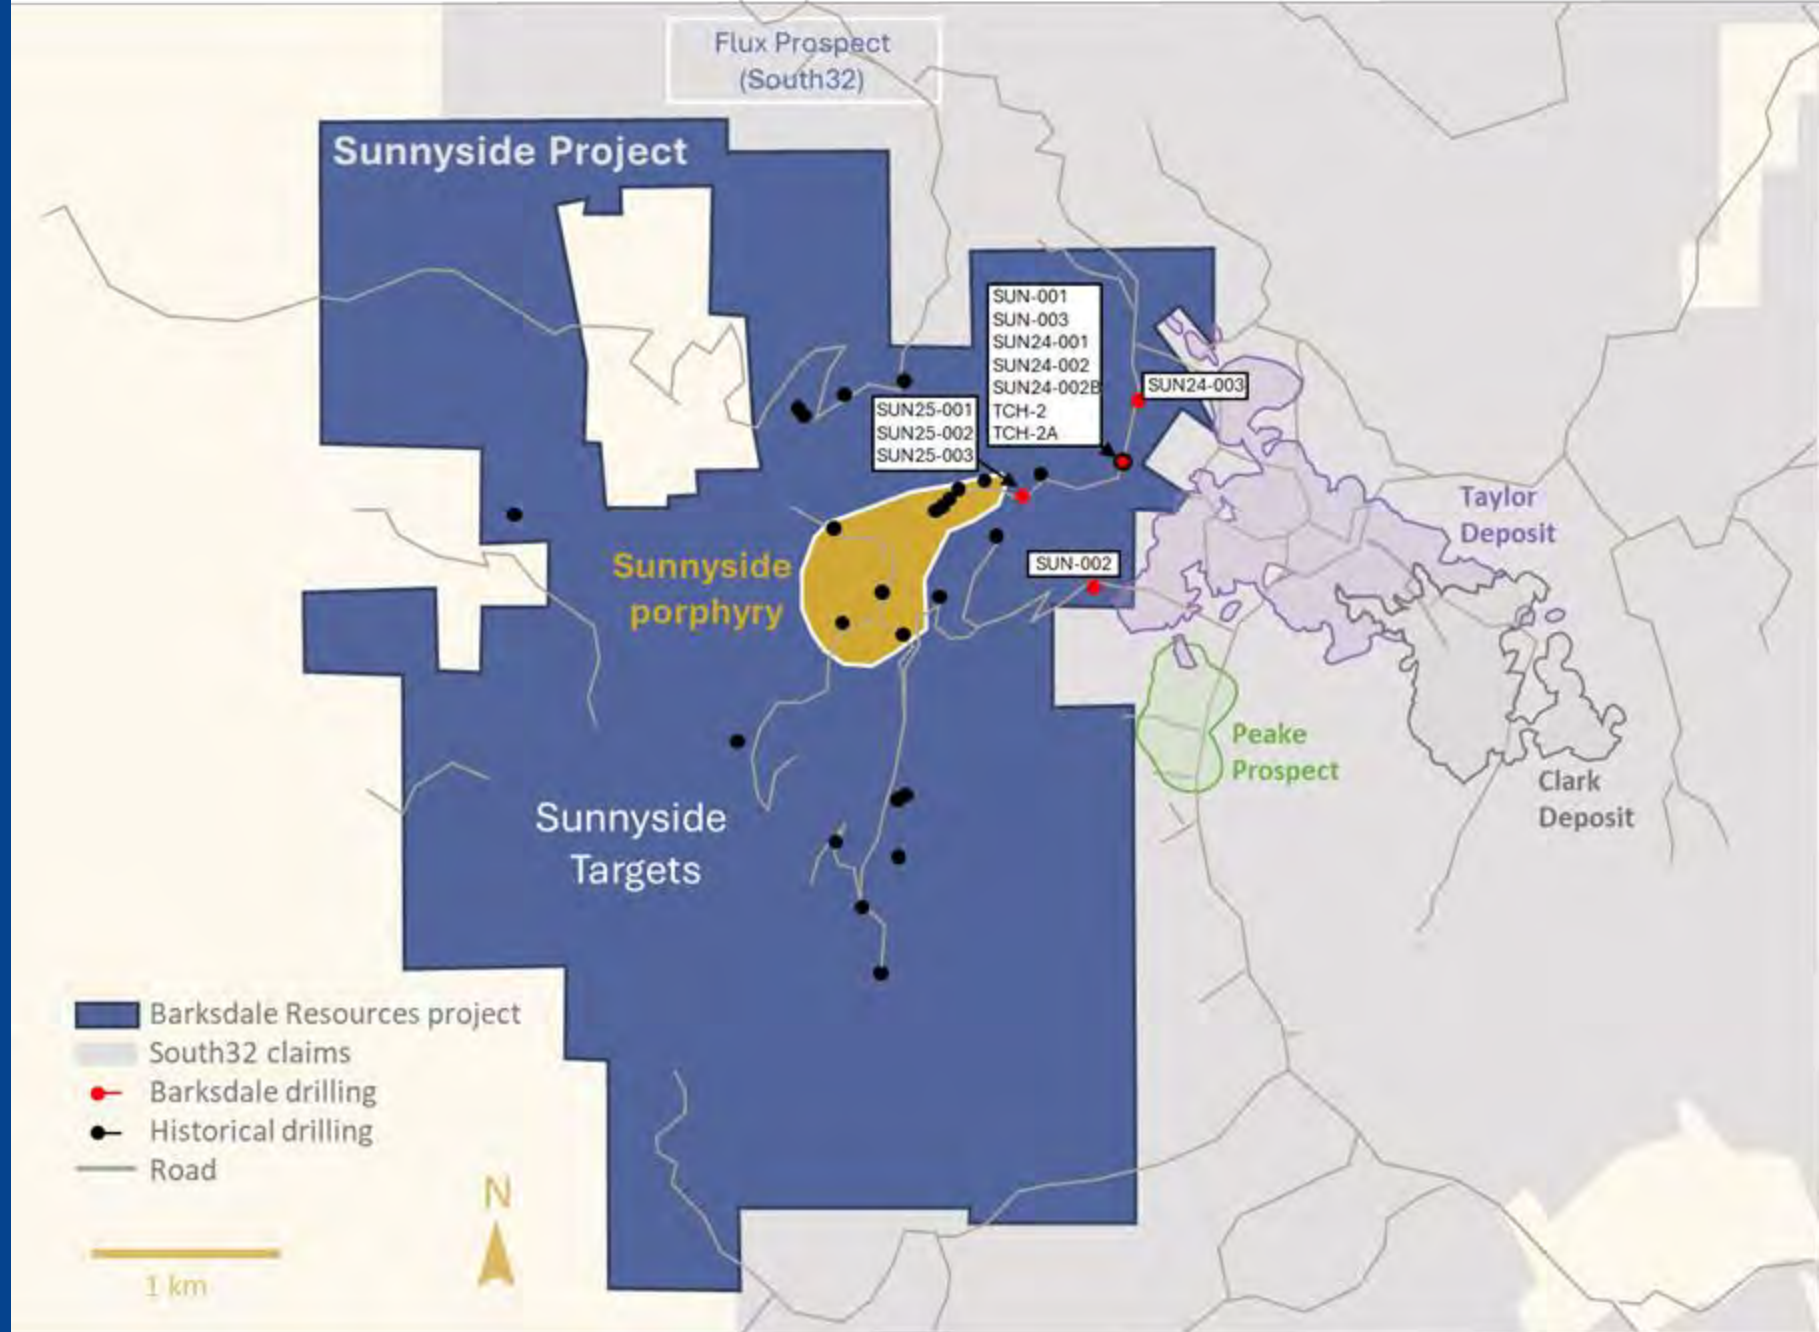 Flux Prospect
(South32)
Sunnyside Project
SUN-001
SUN-003
SUN24-001
SUN24-002
SUN24-002B
TCH-2
TCH-2A
SUN24-003
SUN25-001
SUN25-002
SUN25-003
Taylor
Deposit
Sunnyside
porphyry
SUN-002
Peake
Prospect
Clark
Deposit
Sunnyside
Targets
Barksdale Resources project
South32 claims
Barksdale drilling
Historical drilling
Road
N
1 km